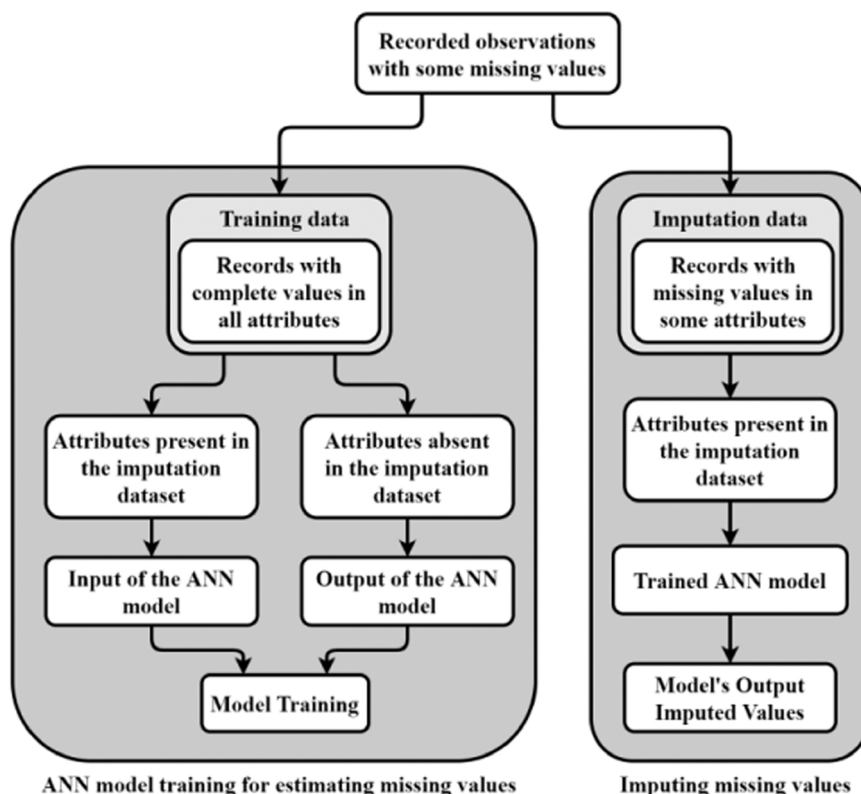 Recorded observations
with some missing values
Training data
Records with
complete values in
all attributes
Attributes present in
the imputation
dataset
Attributes absent
in the imputation
dataset
Input of the ANN
model
Output of the ANN
model
Model Training
ANN model training for estimating missing values
Imputation data
Records with
missing values in
some attributes
Attributes present in
the imputation
dataset
Trained ANN model
Model's Output
Imputed Values
Imputing missing values